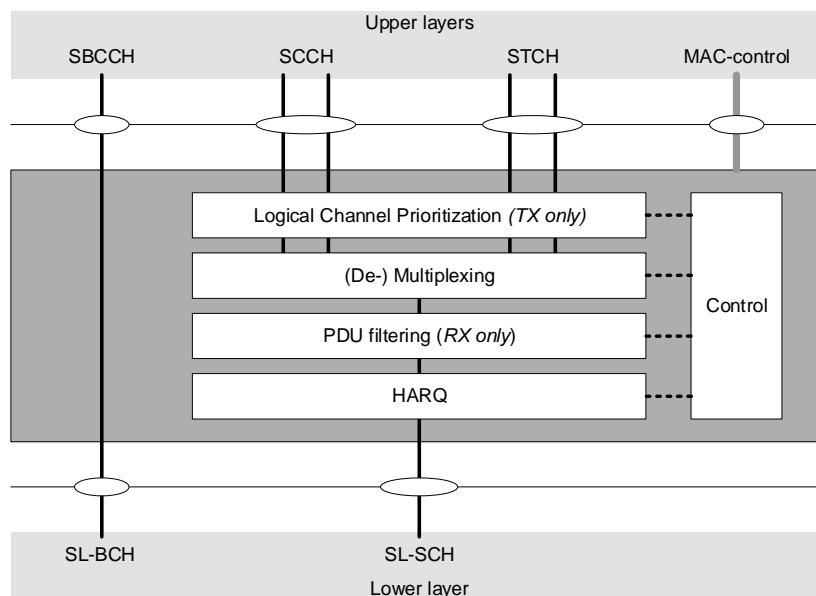 Upper layers
SBCCH SCCH STCH MAC-control
Logical Channel Prioritization (TX only)
(De-) Multiplexing
Control
PDU filtering (RX only)
HARQ
SL-BCH SL-SCH
Lower layer